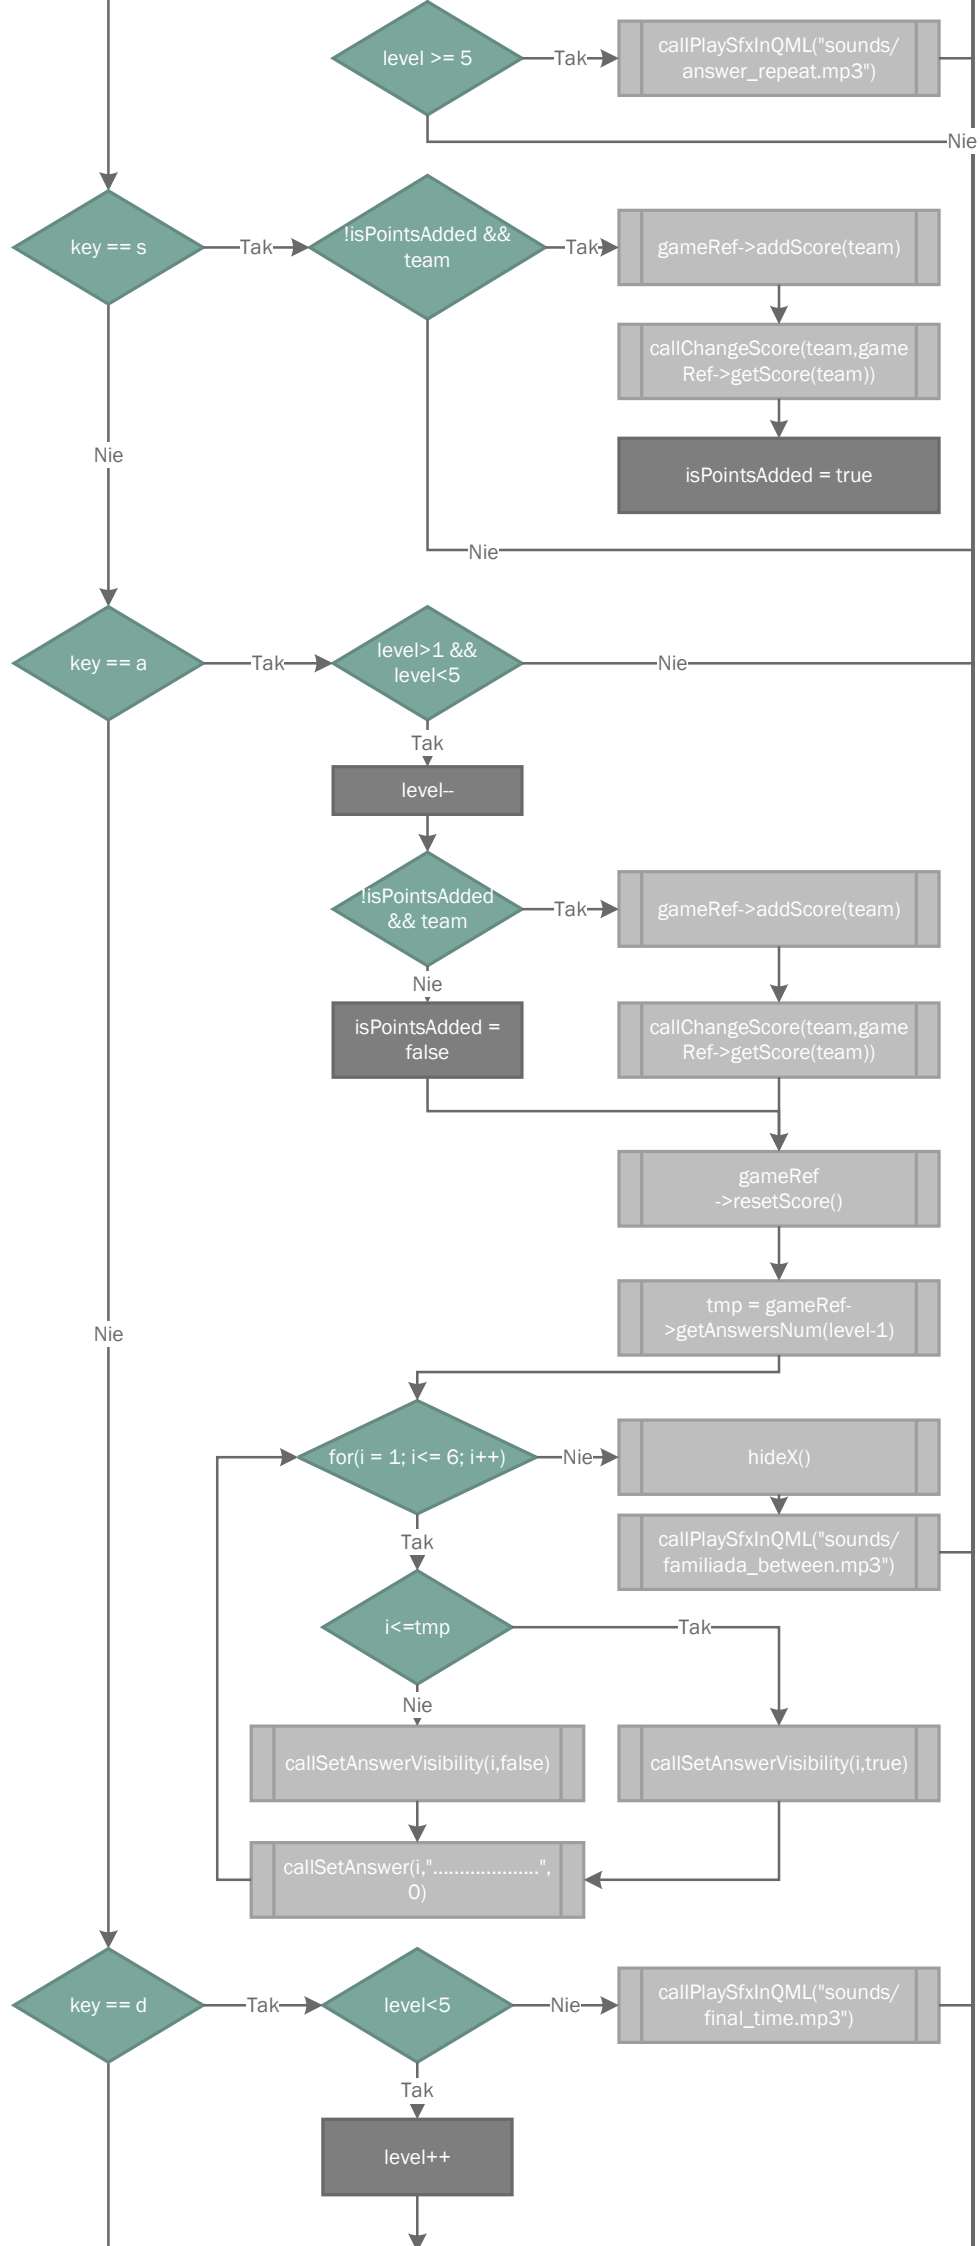 level >= 5
Tak
callPlaySfxInQML("sounds/
answer_repeat.mp3")
Nie
key == s
Tak
!isPointsAdded &&
team
Tak
gameRef->addScore(team)
callChangeScore(team,game
Ref->getScore(team))
isPointsAdded = true
Nie
Nie
key == a
Tak
level>1 &&
level<5
Nie
Tak
level--
!isPointsAdded
&& team
Tak
gameRef->addScore(team)
Nie
isPointsAdded =
false
callChangeScore(team,game
Ref->getScore(team))
gameRef
->resetScore()
tmp = gameRef-
>getAnswersNum(level-1)
Nie
for(i = 1; i<= 6; i++)
Nie
hideX()
callPlaySfxInQML("sounds/
familiada_between.mp3")
Tak
i<=tmp
Tak
Nie
callSetAnswerVisibility(i,false)
callSetAnswerVisibility(i,true)
callSetAnswer(i,"....................",
0)
key == d
Tak
level<5
Nie
callPlaySfxInQML("sounds/
final_time.mp3")
Tak
level++